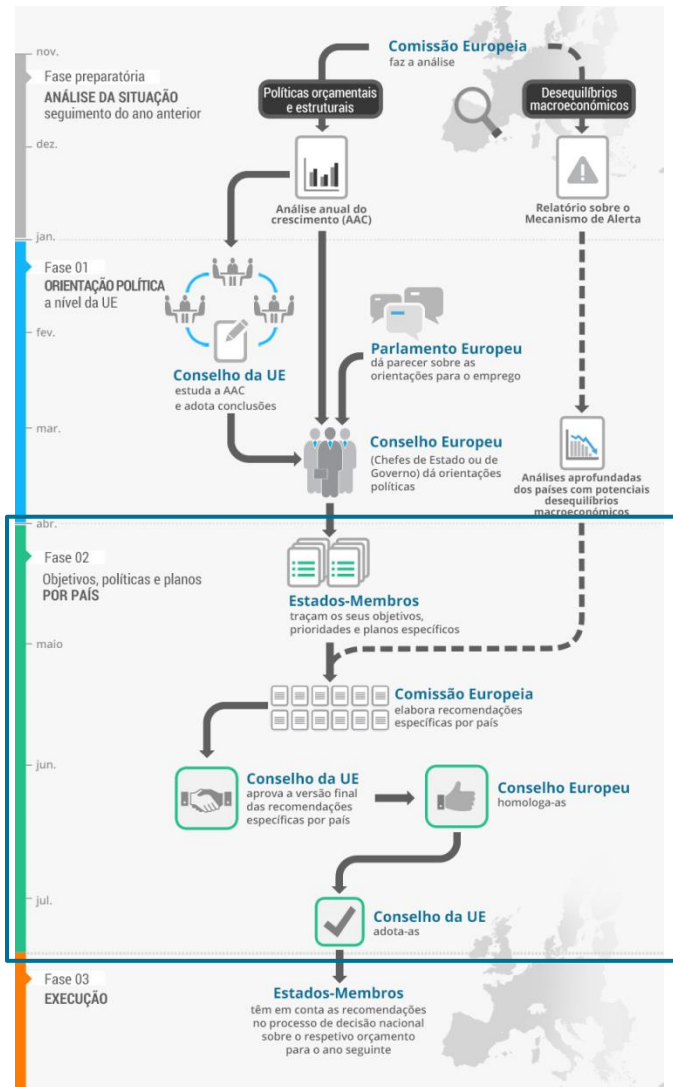 nov.
Comissão Europeia
faz a análise
Fase preparatória
ANÁLISE DA SITUAÇÃO
seguimento do ano anterior
Políticas orçamentais
e estruturais
Desequilíbrios
macroeconómicos
dez.
Análise anual do
crescimento (AAC)
Relatório sobre o
Mecanismo de Alerta
jan.
Fase 01
ORIENTAÇÃO POLÍTICA
a nível da UE
fev.
Conselho da UE
estuda a AAC
e adota conclusões
Parlamento Europeu
dá parecer sobre as
orientações para o emprego
mar.
Conselho Europeu
(Chefes de Estado ou de
Governo) dá orientações
políticas
Análises aprofundadas
dos países com potenciais
desequilíbrios
macroeconómicos
abr.
Fase 02
Objetivos, políticas e planos
POR PAÍS
Estados-Membros
traçam os seus objetivos,
prioridades e planos específicos
maio
Comissão Europeia
elabora recomendações
específicas por país
jun.
Conselho da UE
aprova a versão final
das recomendações
específicas por país
Conselho Europeu
homologa-as
jul.
Conselho da UE
adota-as
Fase 03
EXECUÇÃO
Estados-Membros
têm em conta as recomendações
no processo de decisão nacional
sobre o respetivo orçamento
para o ano seguinte